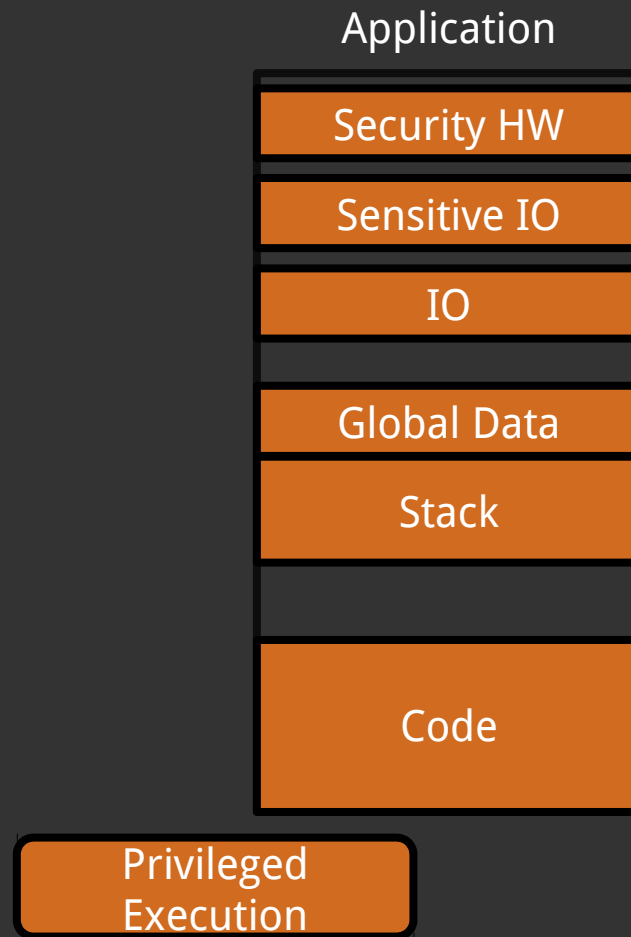 Application
Security HW
Sensitive IO
IO
Global Data
Stack
Code
Privileged
Execution